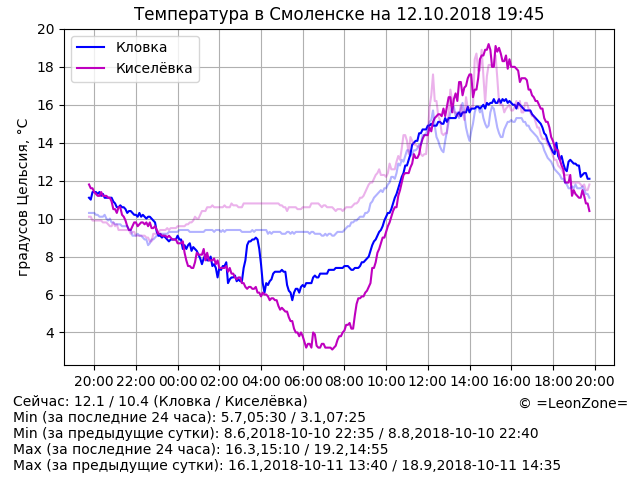 Температура в Смоленске на 12.10.2018 19:45
градусов Цельсия, °C
20
18
16
14
12
10
8
6
4
Кловка
Киселёвка
20:00 22:00 00:00 02:00 04:00 06:00 08:00 10:00 12:00 14:00 16:00 18:00 20:00
Сейчас: 12.1 / 10.4 (Кловка / Киселёвка)
© =LeonZone=
Min (за последние 24 часа): 5.7,05:30 / 3.1,07:25
Min (за предыдущие сутки): 8.6,2018-10-10 22:35 / 8.8,2018-10-10 22:40
Max (за последние 24 часа): 16.3,15:10 / 19.2,14:55
Max (за предыдущие сутки): 16.1,2018-10-11 13:40 / 18.9,2018-10-11 14:35